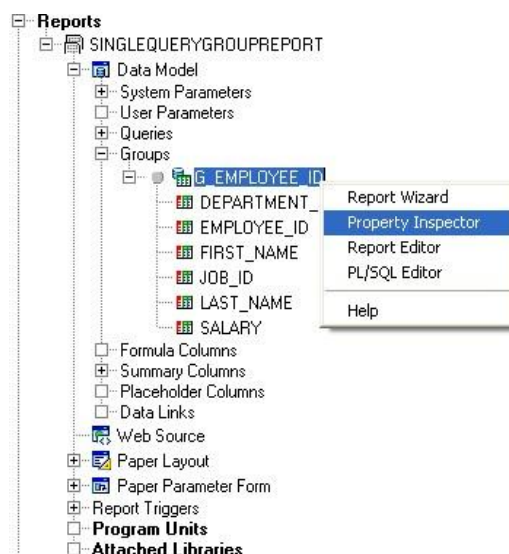 Reports
SINGLEQUERYGROUPREPORT
Data Model
System Parameters
User Parameters
Queries
Groups
G_EMPLOYEE_ID
DEPARTMENT_
Report Wizard
EMPLOYEE_ID
Property Inspector
FIRST_NAME
Report Editor
JOB_ID
PL/SQL Editor
LAST_NAME
Help
SALARY
Formula Columns
Summary Columns
Placeholder Columns
Data Links
Web Source
Paper Layout
Paper Parameter Form
Report Triggers
Program Units
Attached Libraries